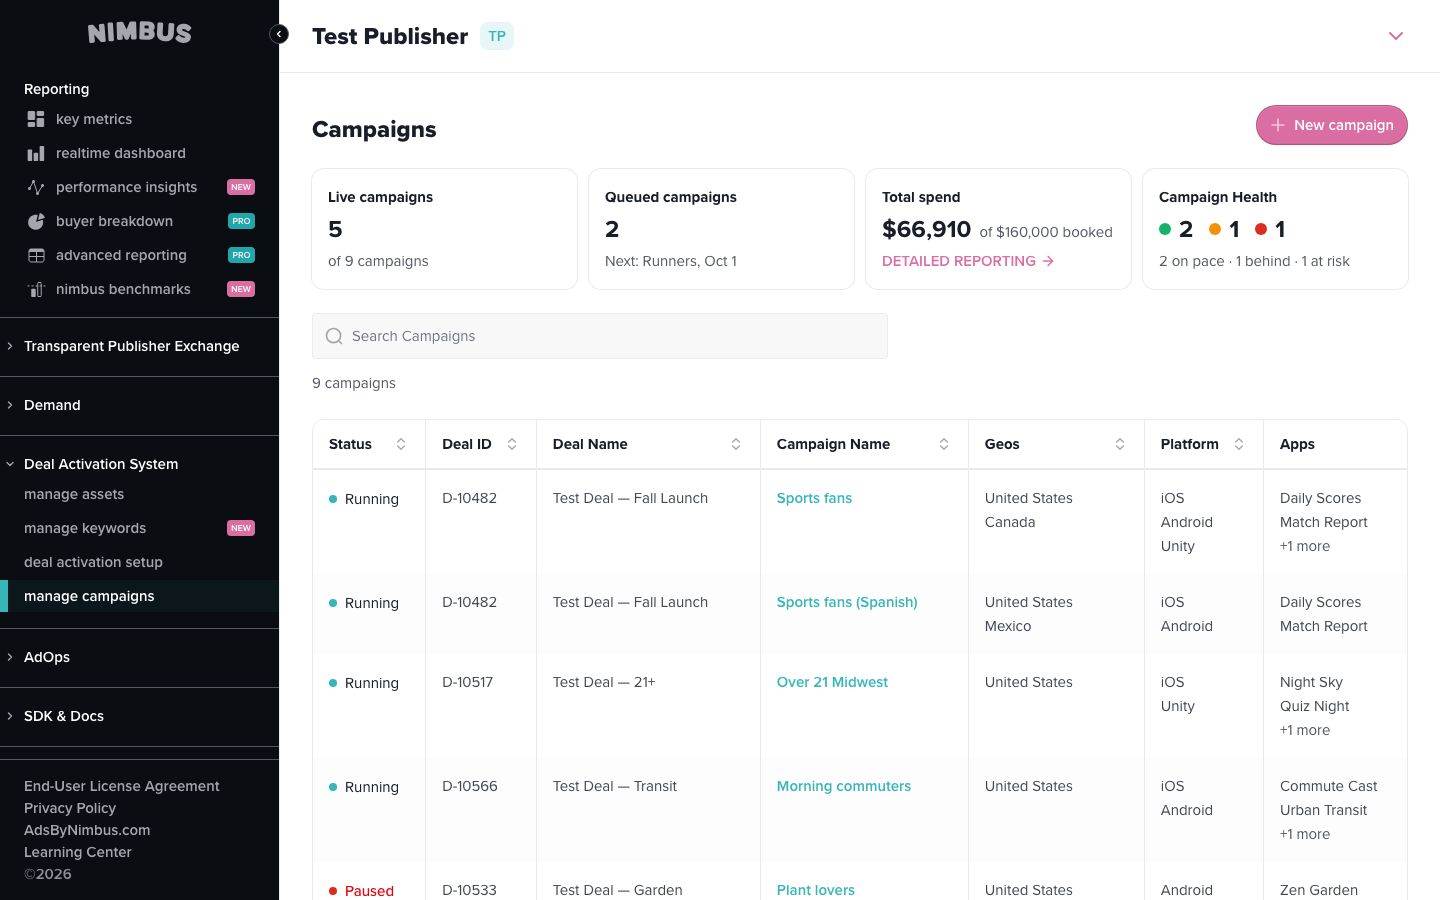 NIMBUS
Reporting
key metrics
realtime dashboard
performance insights NEW
buyer breakdown PRO
advanced reporting PRO
nimbus benchmarks NEW
Transparent Publisher Exchange
Demand
Deal Activation System
manage assets
manage keywords NEW
deal activation setup
manage campaigns
AdOps
SDK & Docs
End-User License Agreement
Privacy Policy
AdsByNimbus.com
Learning Center
©2026
Test Publisher TP
Campaigns
New campaign
Live campaigns
5
of 9 campaigns
Queued campaigns
2
Next: Runners, Oct 1
Total spend
$66,910 of $160,000 booked
DETAILED REPORTING →
Campaign Health
2 1 1
2 on pace · 1 behind · 1 at risk
Search Campaigns
9 campaigns
Status Deal ID Deal Name Campaign Name Geos Platform Apps
Running D-10482 Test Deal — Fall Launch Sports fans United States iOS Daily Scores
Canada Android Match Report
Unity +1 more
Running D-10482 Test Deal — Fall Launch Sports fans (Spanish) United States iOS Daily Scores
Mexico Android Match Report
Running D-10517 Test Deal — 21+ Over 21 Midwest United States iOS Night Sky
Unity Quiz Night
+1 more
Running D-10566 Test Deal — Transit Morning commuters United States iOS Commute Cast
Android Urban Transit
+1 more
Paused D-10533 Test Deal — Garden Plant lovers United States Android Zen Garden